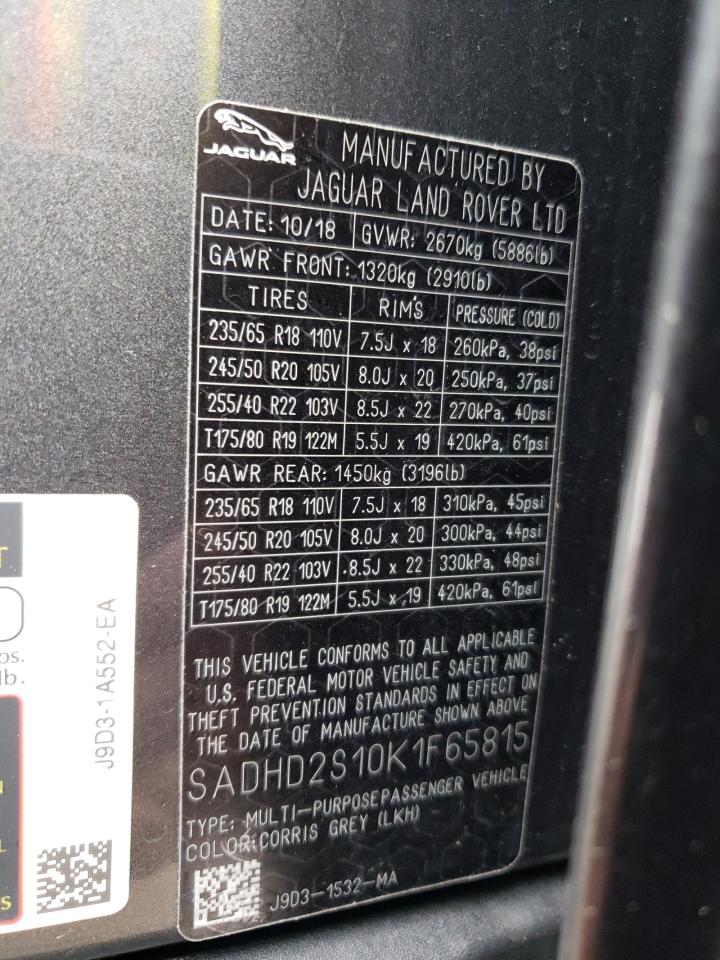 JAGUAR
MANUFACTURED BY
JAGUAR LAND ROVER LTD
DATE: 10/18 GVWR: 2670kg (5886lb)
GAWR FRONT: 1320kg (2910lb)
TIRES RIMS PRESSURE (COLD)
235/65 R18 110V 7.5J x 18 260kPa, 38psi
245/50 R20 105V 8.0J x 20 250kPa, 37psi
255/40 R22 103V 8.5J x 22 270kPa, 40psi
T175/80 R19 122M 5.5J x 19 420kPa, 61psi
GAWR REAR: 1450kg (3196lb)
235/65 R18 110V 7.5J x 18 310kPa, 45psi
245/50 R20 105V 8.0J x 20 300kPa, 44psi
255/40 R22 103V 8.5J x 22 330kPa, 48psi
T175/80 R19 122M 5.5J x 19 420kPa, 61psi
THIS VEHICLE CONFORMS TO ALL APPLICABLE
U.S. FEDERAL MOTOR VEHICLE SAFETY AND
THEFT PREVENTION STANDARDS IN EFFECT ON
THE DATE OF MANUFACTURE SHOWN ABOVE
SADHD2S10K1F65815
TYPE: MULTI-PURPOSE PASSENGER VEHICLE
COLOR: CORRIS GREY (LKH)
J9D3-1532-MA
J9D3-1A552-EA
lb.